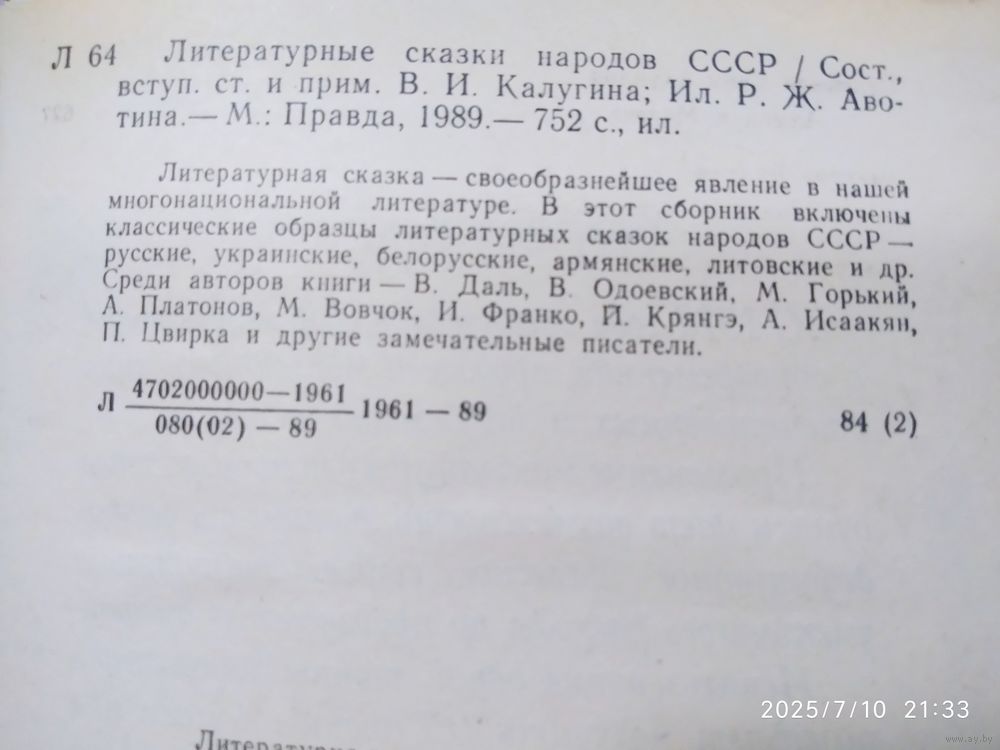 Л 64 Литературные сказки народов СССР / Сост.,
вступ. ст. и прим. В. И. Калугина; Ил. Р. Ж. Аво-
тина.— М.: Правда, 1989.— 752 с., ил.
Литературная сказка — своеобразнейшее явление в нашей
многонациональной литературе. В этот сборник включены
классические образцы литературных сказок народов СССР —
русские, украинские, белорусские, армянские, литовские и др.
Среди авторов книги — В. Даль, В. Одоевский, М. Горький,
А. Платонов, М. Вовчок, И. Франко, И. Крянгэ, А. Исаакян,
П. Цвирка и другие замечательные писатели.
Л 4702000000—1961
080(02) — 89
1961 — 89
84 (2)
2025/7/10 21:33
www.ay.by